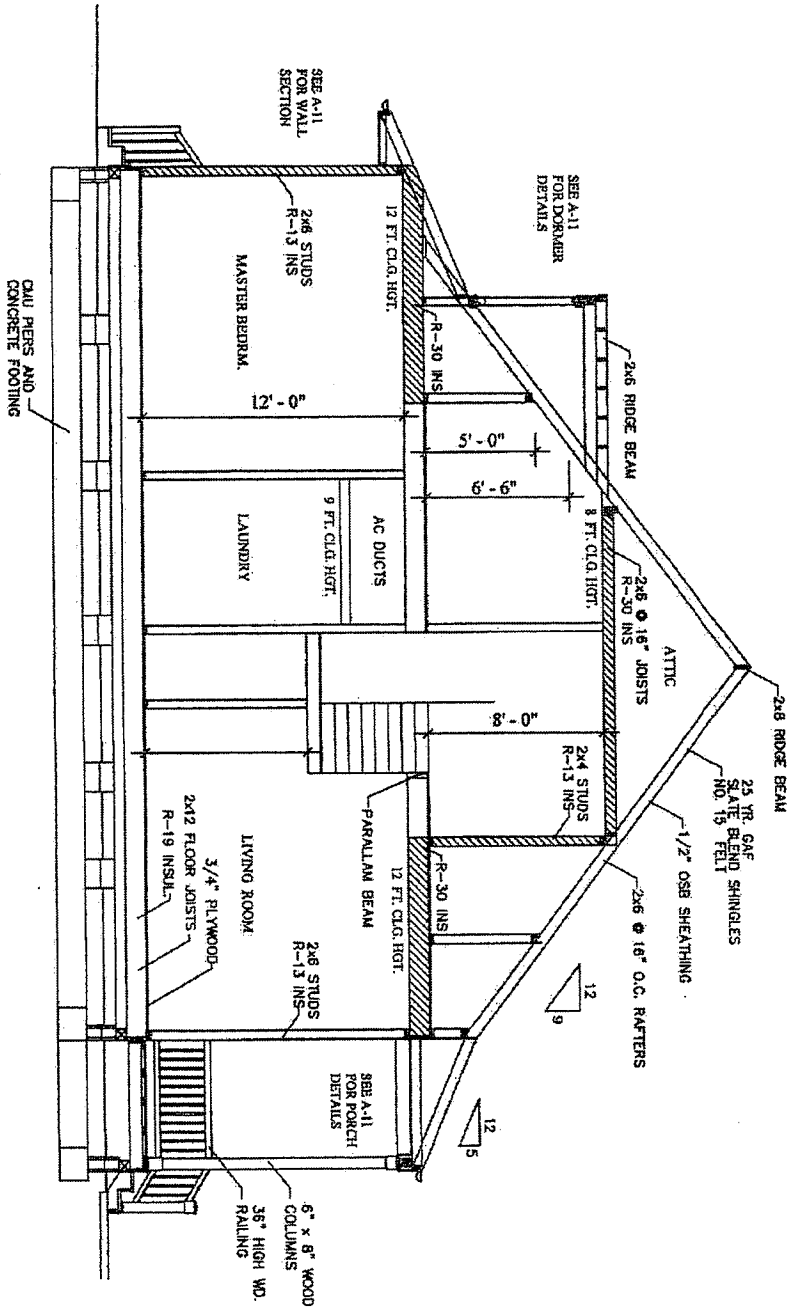 2x8 RIDGE BEAM
25 YR. GAF
SLATE BLEND SHINGLES
NO. 15 FELT
1/2" OSB SHEATHING
2x6 @ 16" O.C. RAFTERS
ATTIC
2x6 RIDGE BEAM
2x6 @ 16" JOISTS
R-30 INS
8 FT. CLG. HGT.
SEE A-11
FOR DORMER
DETAILS
2x4 STUDS
R-13 INS
12
9
6'-6"
5'-0"
8'-0"
12
5
R-30 INS
R-30 INS
12 FT. CLG. HGT.
12 FT. CLG. HGT.
PARALLAM BEAM
AC DUCTS
9 FT. CLG. HGT.
SEE A-11
FOR WALL
SECTION
2x6 STUDS
R-13 INS
MASTER BEDRM.
12'-0"
LAUNDRY
LIVING ROOM
2x6 STUDS
R-13 INS
SEE A-11
FOR PORCH
DETAILS
6" x 8" WOOD
COLUMNS
36" HIGH WD.
RAILING
3/4" PLYWOOD
2x12 FLOOR JOISTS
R-19 INSUL
CMU PIERS AND
CONCRETE FOOTING